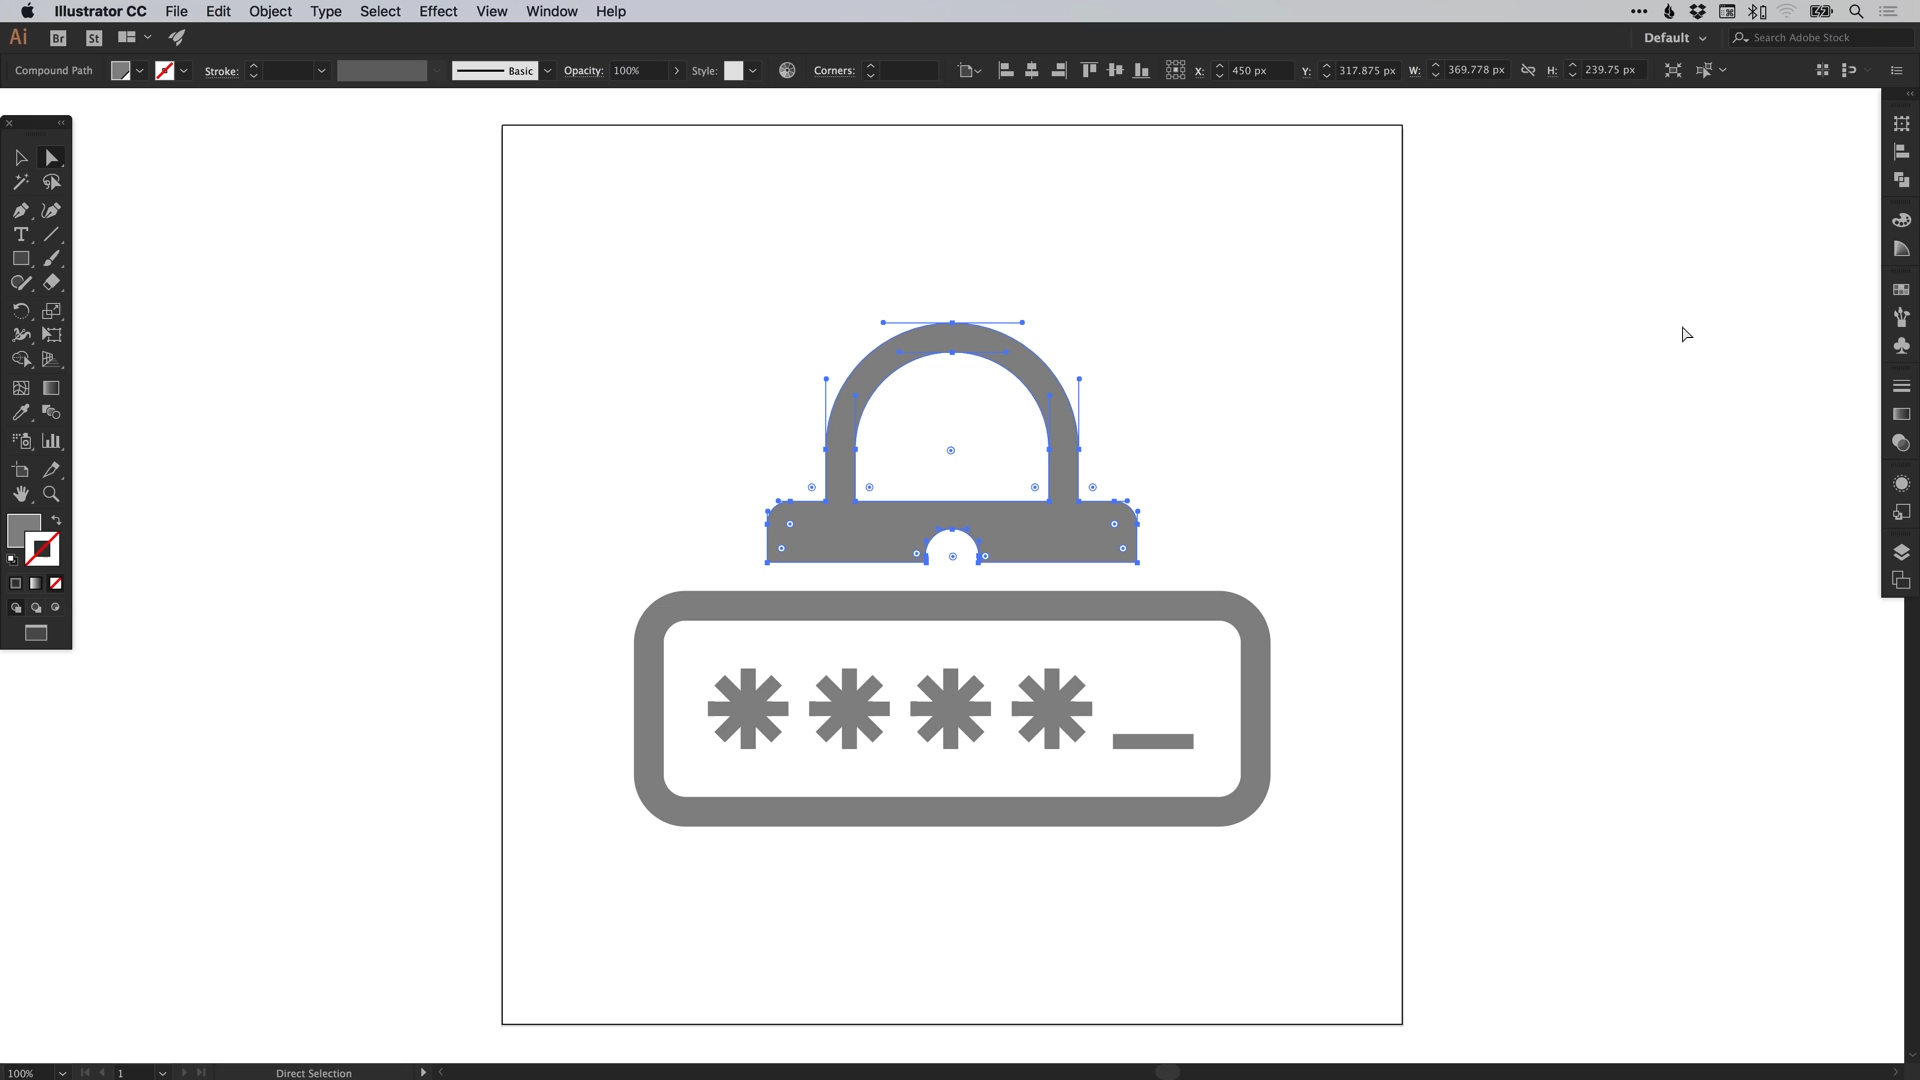 Illustrator CC File Edit Object Type Select Effect View Window Help
Ai Br St Default Search Adobe Stock
Compound Path Stroke: Basic Opacity: 100% Style: Corners: X: 450 px Y: 317.875 px W: 369.778 px H: 239.75 px
****_
100% 1 Direct Selection